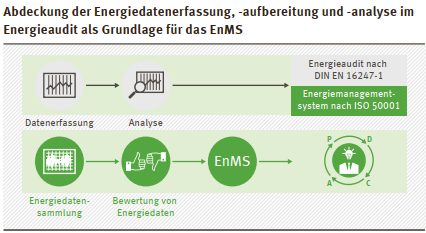 Abdeckung der Energiedatenerfassung, -aufbereitung und -analyse im
Energieaudit als Grundlage für das EnMS
Energieaudit nach
DIN EN 16247-1
Energiemanagement-
system nach ISO 50001
Datenerfassung
Analyse
EnMS
P
D
A
C
Energiedaten-
sammlung
Bewertung von
Energiedaten